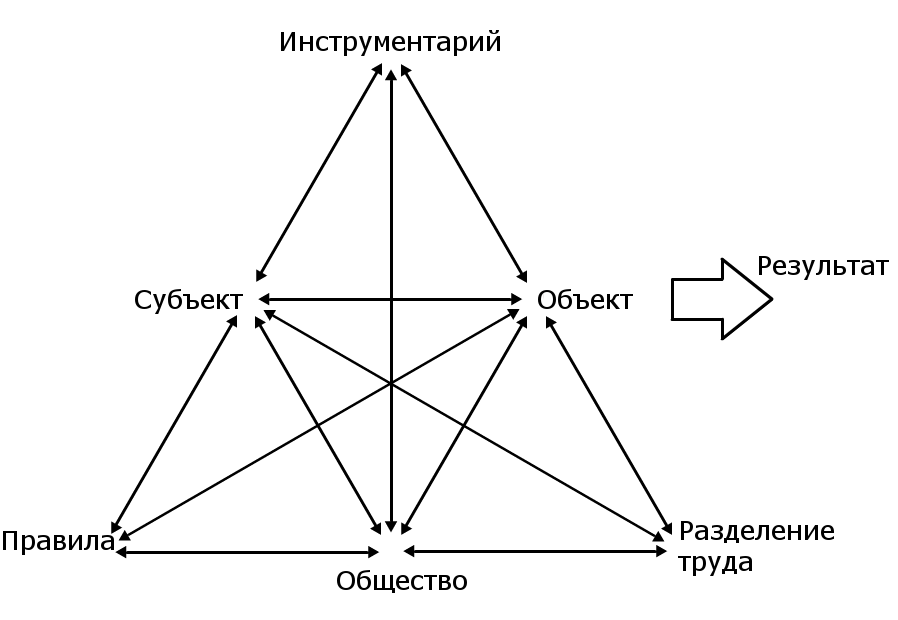 Инструментарий
Субъект
Объект
Результат
Правила
Общество
Разделение
труда